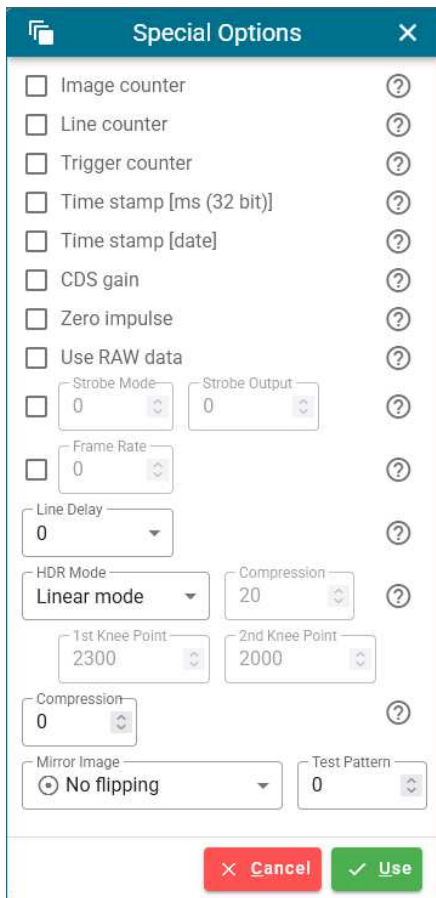 Special Options
Image counter
Line counter
Trigger counter
Time stamp [ms (32 bit)]
Time stamp [date]
CDS gain
Zero impulse
Use RAW data
Strobe Mode Strobe Output
0 0
Frame Rate
0
Line Delay
0
HDR Mode Compression
Linear mode 20
1st Knee Point 2nd Knee Point
2300 2000
Compression
0
Mirror Image Test Pattern
No flipping 0
Cancel Use